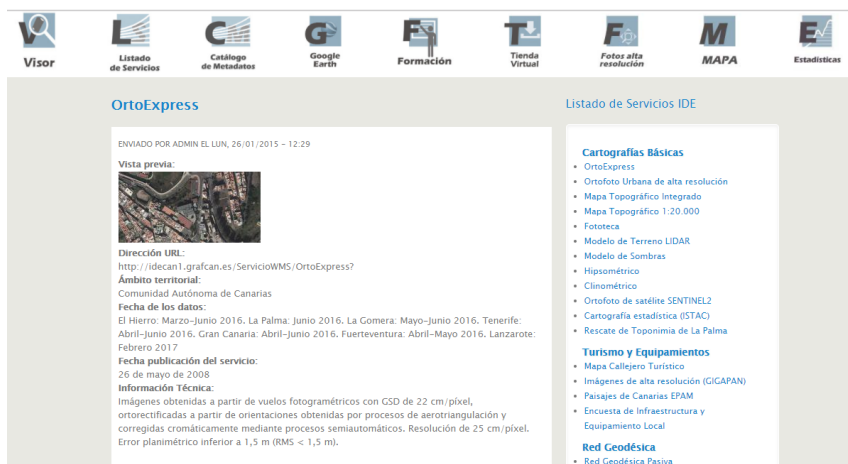 Visor
Listado
de Servicios
Catálogo
de Metadatos
Google
Earth
Formación
Tienda
Virtual
Fotos alta
resolución
MAPA
Estadísticas
OrtoExpress
ENVIADO POR ADMIN EL LUN, 26/01/2015 - 12:29
Vista previa:
Dirección URL:
http://idecan1.grafcan.es/ServicioWMS/OrtoExpress?
Ámbito territorial:
Comunidad Autónoma de Canarias
Fecha de los datos:
El Hierro: Marzo-Junio 2016. La Palma: Junio 2016. La Gomera: Mayo-Junio 2016. Tenerife:
Abril-Junio 2016. Gran Canaria: Abril-Junio 2016. Fuerteventura: Abril-Mayo 2016. Lanzarote:
Febrero 2017
Fecha publicación del servicio:
26 de mayo de 2008
Información Técnica:
Imágenes obtenidas a partir de vuelos fotogramétricos con GSD de 22 cm/píxel,
ortorectificadas a partir de orientaciones obtenidas por procesos de aerotriangulación y
corregidas cromáticamente mediante procesos semiautomáticos. Resolución de 25 cm/píxel.
Error planimétrico inferior a 1,5 m (RMS < 1,5 m).
Listado de Servicios IDE
Cartografías Básicas
OrtoExpress
Ortofoto Urbana de alta resolución
Mapa Topográfico Integrado
Mapa Topográfico 1:20.000
Fototeca
Modelo de Terreno LIDAR
Modelo de Sombras
Hipsométrico
Clinométrico
Ortofoto de satélite SENTINEL2
Cartografía estadística (ISTAC)
Rescate de Toponimia de La Palma
Turismo y Equipamientos
Mapa Callejero Turístico
Imágenes de alta resolución (GIGAPAN)
Paisajes de Canarias EPAM
Encuesta de Infraestructura y
Equipamiento Local
Red Geodésica
Red Geodésica Pasiva